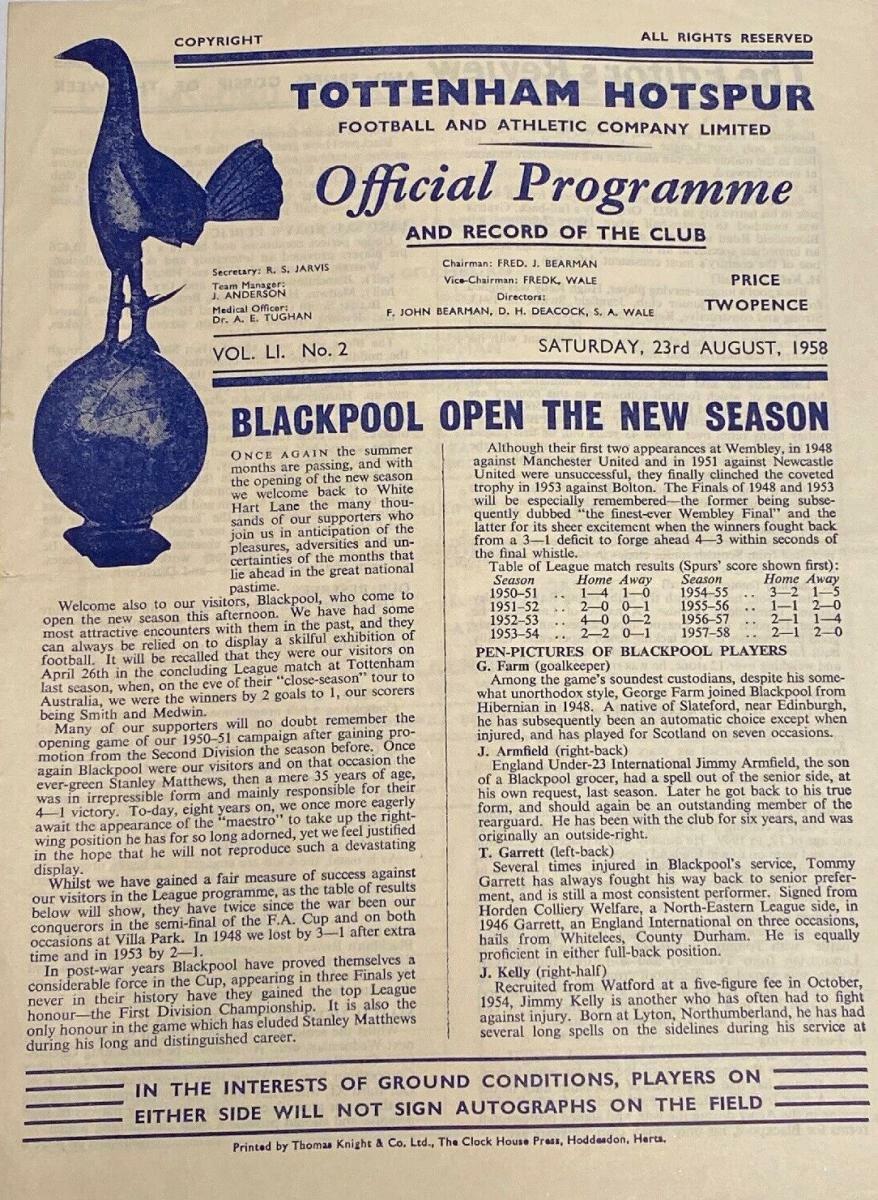 COPYRIGHT
ALL RIGHTS RESERVED
TOTTENHAM HOTSPUR
FOOTBALL AND ATHLETIC COMPANY LIMITED
Official Programme
AND RECORD OF THE CLUB
Secretary: R. S. JARVIS
Team Manager:
J. ANDERSON
Medical Officer:
Dr. A. E. TUGHAN
Chairman: FRED. J. BEARMAN
Vice-Chairman: FREDK. WALE
Directors:
F. JOHN BEARMAN, D. H. DEACOCK, S. A. WALE
PRICE
TWOPENCE
VOL. LI. No. 2
SATURDAY, 23rd AUGUST, 1958
BLACKPOOL OPEN THE NEW SEASON
ONCE AGAIN the summer
months are passing, and with
the opening of the new season
we welcome back to White
Hart Lane the many thou-
sands of our supporters who
join us in anticipation of the
pleasures, adversities and un-
certainties of the months that
lie ahead in the great national
pastime.
Welcome also to our visitors, Blackpool, who come to
open the new season this afternoon. We have had some
most attractive encounters with them in the past, and they
can always be relied on to display a skilful exhibition of
football. It will be recalled that they were our visitors on
April 26th in the concluding League match at Tottenham
last season, when, on the eve of their "close-season" tour to
Australia, we were the winners by 2 goals to 1, our scorers
being Smith and Medwin.
Many of our supporters will no doubt remember the
opening game of our 1950-51 campaign after gaining pro-
motion from the Second Division the season before. Once
again Blackpool were our visitors and on that occasion the
ever-green Stanley Matthews, then a mere 35 years of age,
was in irrepressible form and mainly responsible for their
4—1 victory. To-day, eight years on, we once more eagerly
await the appearance of the "maestro" to take up the right-
wing position he has for so long adorned, yet we feel justified
in the hope that he will not reproduce such a devastating
display.
Whilst we have gained a fair measure of success against
our visitors in the League programme, as the table of results
below will show, they have twice since the war been our
conquerors in the semi-final of the F.A. Cup and on both
occasions at Villa Park. In 1948 we lost by 3—1 after extra
time and in 1953 by 2—1.
In post-war years Blackpool have proved themselves a
considerable force in the Cup, appearing in three Finals yet
never in their history have they gained the top League
honour—the First Division Championship. It is also the
only honour in the game which has eluded Stanley Matthews
during his long and distinguished career.
Although their first two appearances at Wembley, in 1948
against Manchester United and in 1951 against Newcastle
United were unsuccessful, they finally clinched the coveted
trophy in 1953 against Bolton. The Finals of 1948 and 1953
will be especially remembered—the former being subse-
quently dubbed "the finest-ever Wembley Final" and the
latter for its sheer excitement when the winners fought back
from a 3—1 deficit to forge ahead 4—3 within seconds of
the final whistle.
Table of League match results (Spurs' score shown first):
Season Home Away Season Home Away
1950-51 .. 1—4 1—0 1954-55 .. 3—2 1—5
1951-52 .. 2—0 0—1 1955-56 .. 1—1 2—0
1952-53 .. 4—0 0—2 1956-57 .. 2—1 1—4
1953-54 .. 2—2 0—1 1957-58 .. 2—1 2—0
PEN-PICTURES OF BLACKPOOL PLAYERS
G. Farm (goalkeeper)
Among the game's soundest custodians, despite his some-
what unorthodox style, George Farm joined Blackpool from
Hibernian in 1948. A native of Slateford, near Edinburgh,
he has subsequently been an automatic choice except when
injured, and has played for Scotland on seven occasions.
J. Armfield (right-back)
England Under-23 International Jimmy Armfield, the son
of a Blackpool grocer, had a spell out of the senior side, at
his own request, last season. Later he got back to his true
form, and should again be an outstanding member of the
rearguard. He has been with the club for six years, and was
originally an outside-right.
T. Garrett (left-back)
Several times injured in Blackpool's service, Tommy
Garrett has always fought his way back to senior prefer-
ment, and is still a most consistent performer. Signed from
Horden Colliery Welfare, a North-Eastern League side, in
1946 Garrett, an England International on three occasions,
hails from Whitelees, County Durham. He is equally
proficient in either full-back position.
J. Kelly (right-half)
Recruited from Watford at a five-figure fee in October,
1954, Jimmy Kelly is another who has often had to fight
against injury. Born at Lyton, Northumberland, he has had
several long spells on the sidelines during his service at
IN THE INTERESTS OF GROUND CONDITIONS, PLAYERS ON
EITHER SIDE WILL NOT SIGN AUTOGRAPHS ON THE FIELD
Printed by Thomas Knight & Co. Ltd., The Clock House Press, Hoddesdon, Herts.